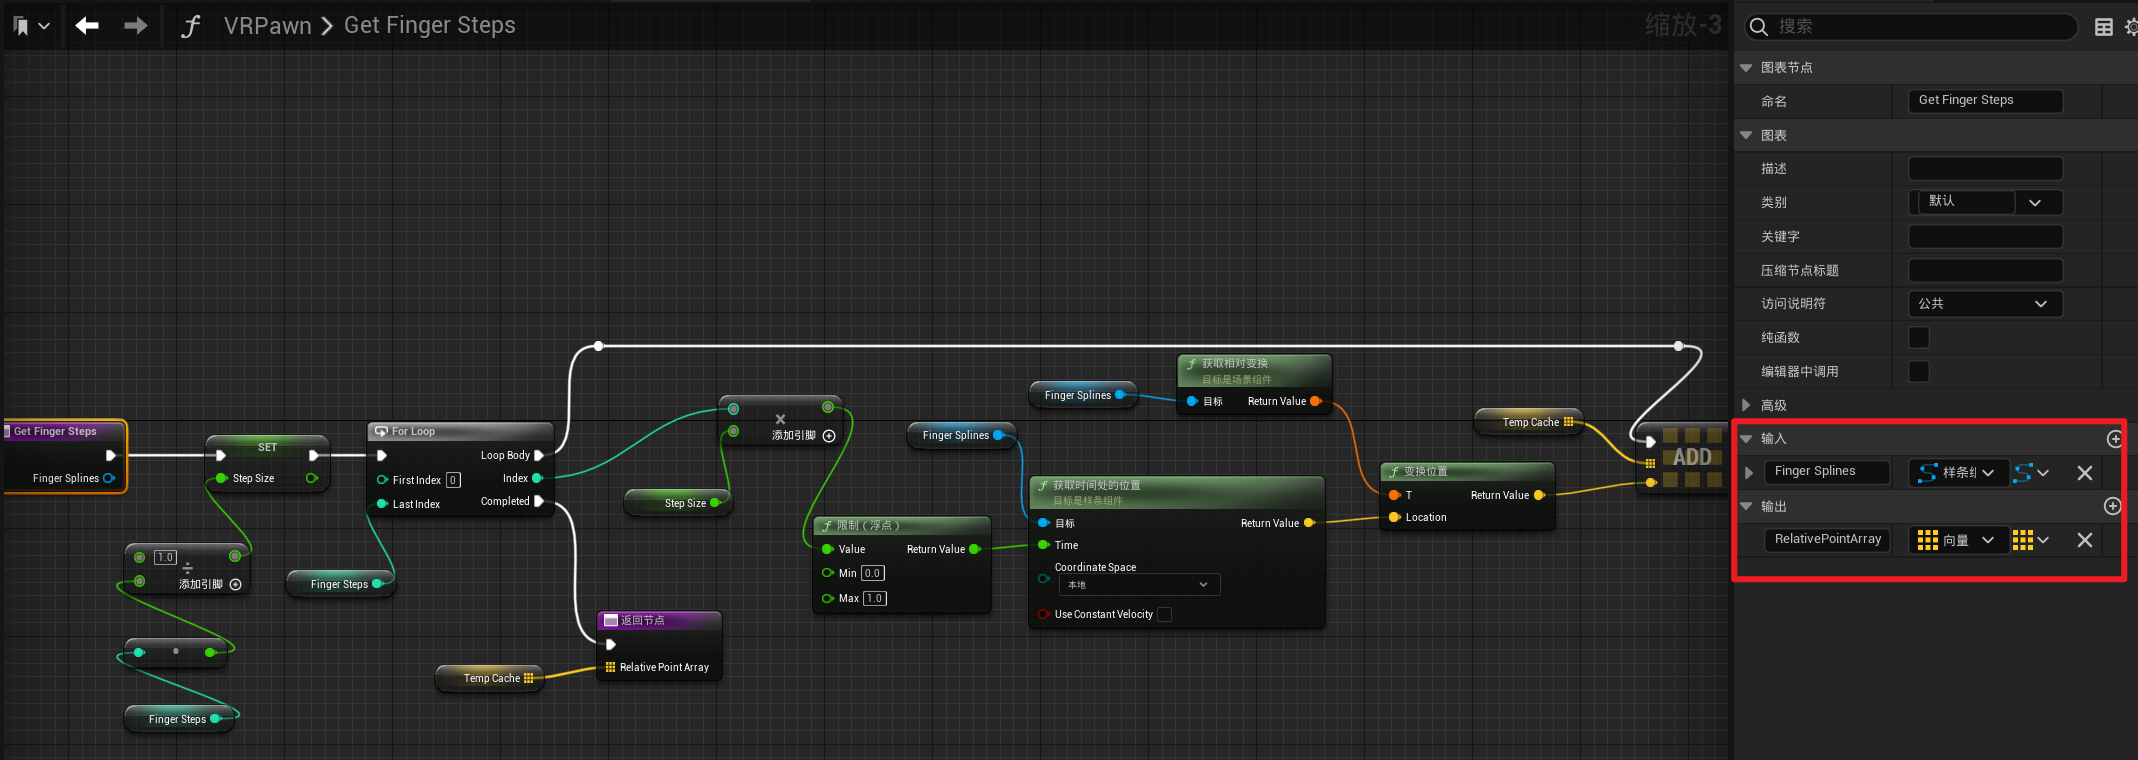 VRPawn > Get Finger Steps
缩放-3
Get Finger Steps
Finger Splines
SET
Step Size
1.0
÷
添加引脚
Finger Steps
For Loop
Loop Body
First Index 0
Index
Last Index
Completed
Finger Steps
返回节点
Relative Point Array
Temp Cache
×
添加引脚
Step Size
限制（浮点）
Value
Return Value
Min 0.0
Max 1.0
Finger Splines
Finger Splines
获取相对变换
目标是场景组件
目标
Return Value
获取时间处的位置
目标是样条组件
目标
Return Value
Time
Coordinate Space
本地
Use Constant Velocity
变换位置
T
Return Value
Location
Temp Cache
ADD
搜索
图表节点
命名
Get Finger Steps
图表
描述
类别
默认
关键字
压缩节点标题
访问说明符
公共
纯函数
编辑器中调用
高级
输入
Finger Splines
样条
输出
RelativePointArray
向量